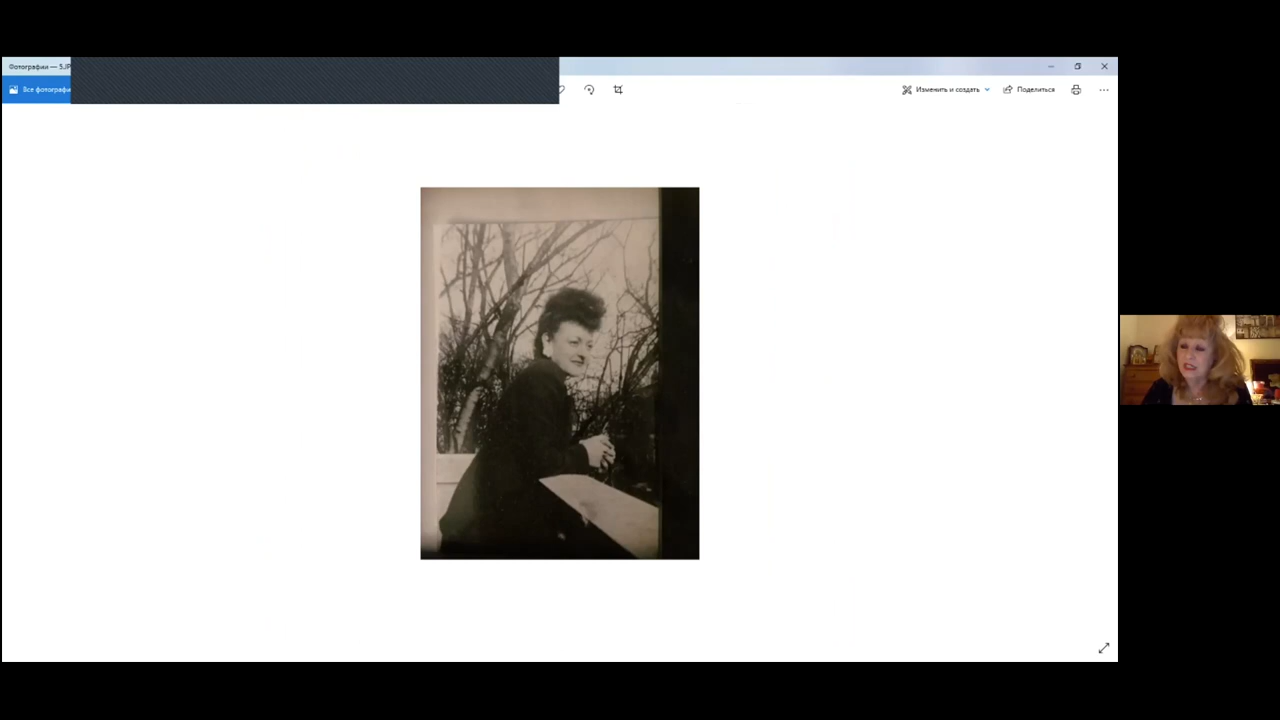 Фотографии — 5.JP
Все фотографи
Изменить и создать
Поделиться